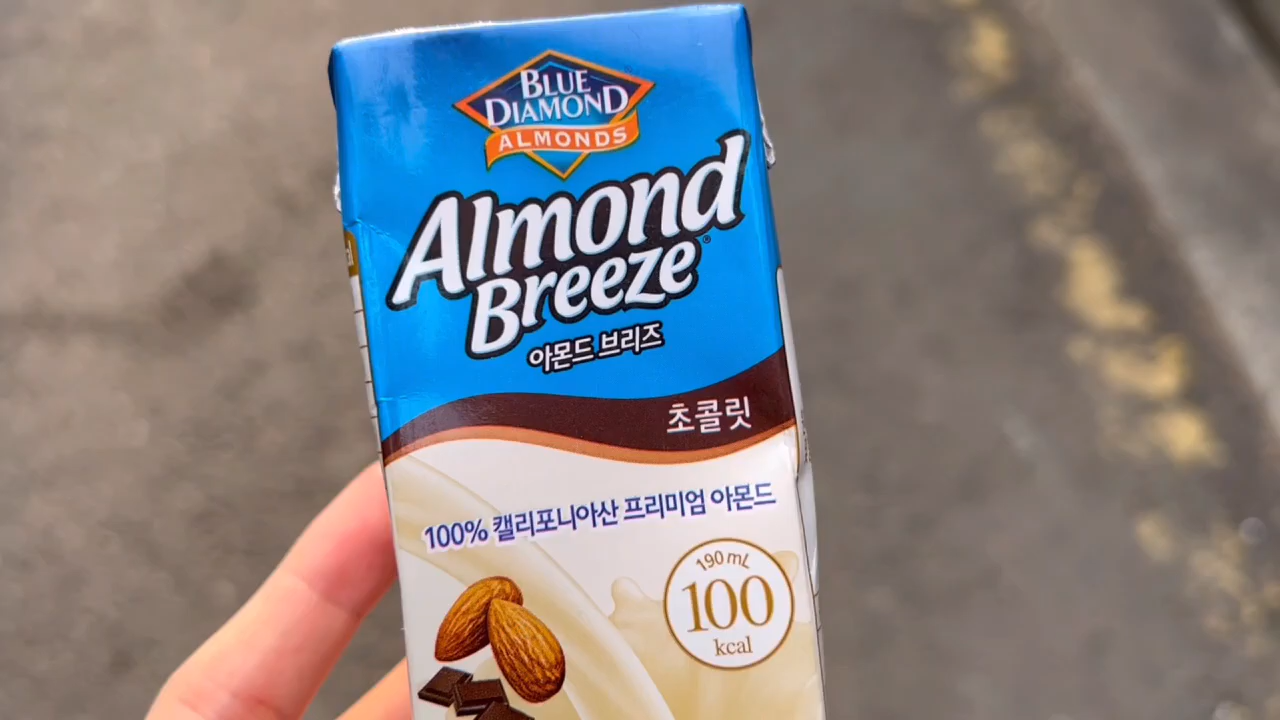 BLUE
DIAMOND
ALMONDS
Almond
Breeze®
아몬드 브리즈
초콜릿
100% 캘리포니아산 프리미엄 아몬드
190 mL
100
kcal